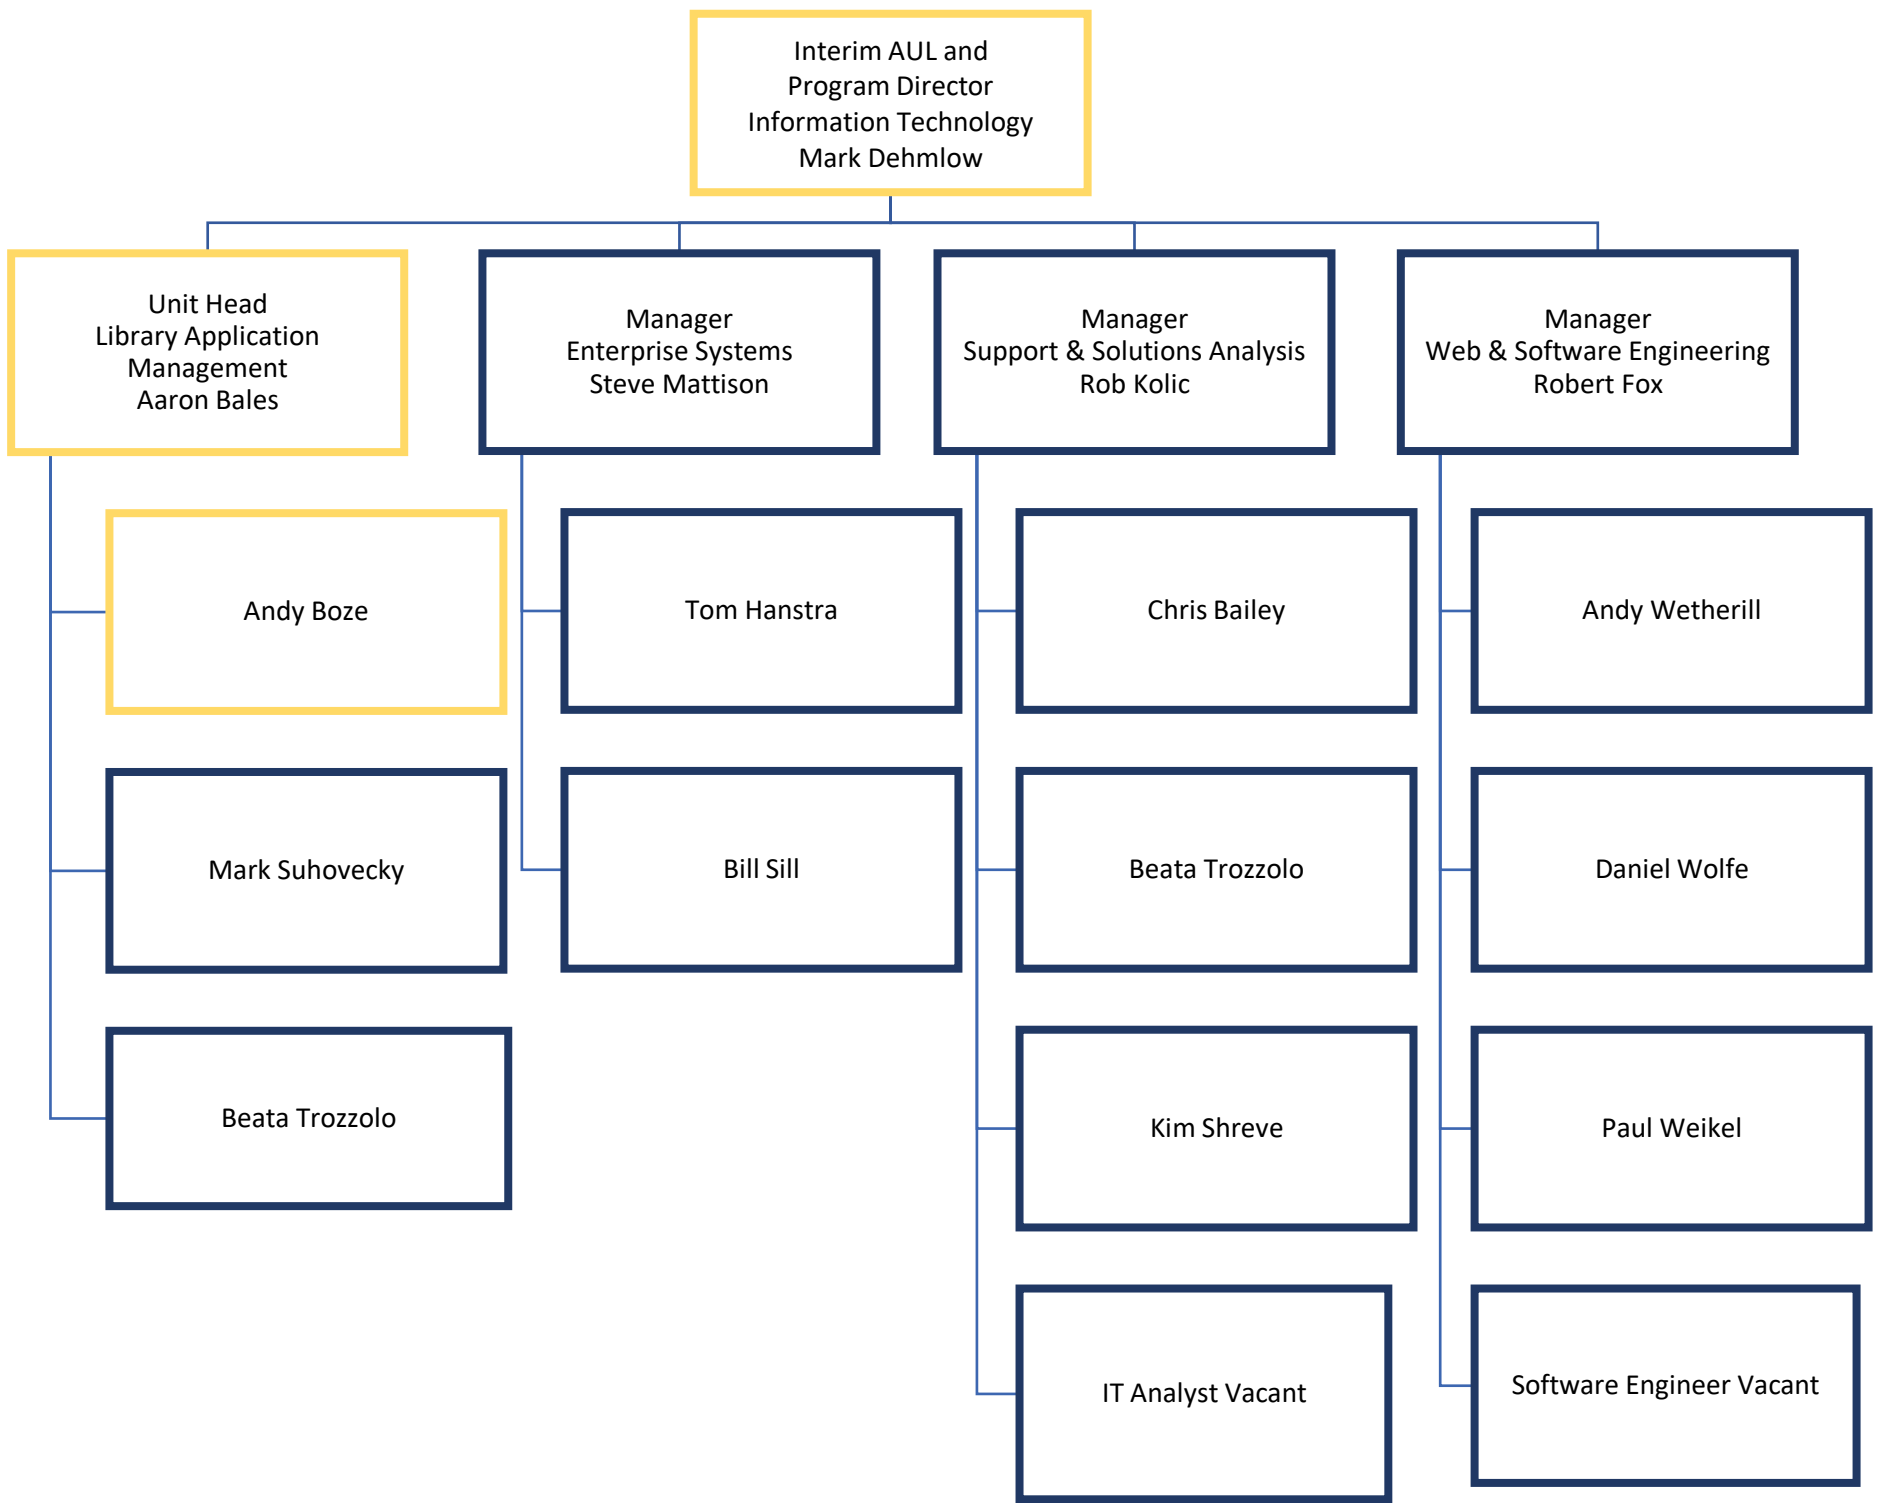 Interim AUL and
Program Director
Information Technology
Mark Dehmlow
Unit Head
Library Application
Management
Aaron Bales
Manager
Enterprise Systems
Steve Mattison
Manager
Support & Solutions Analysis
Rob Kolic
Manager
Web & Software Engineering
Robert Fox
Andy Boze
Tom Hanstra
Chris Bailey
Andy Wetherill
Mark Suhovecky
Bill Sill
Beata Trozzolo
Daniel Wolfe
Beata Trozzolo
Kim Shreve
Paul Weikel
IT Analyst Vacant
Software Engineer Vacant